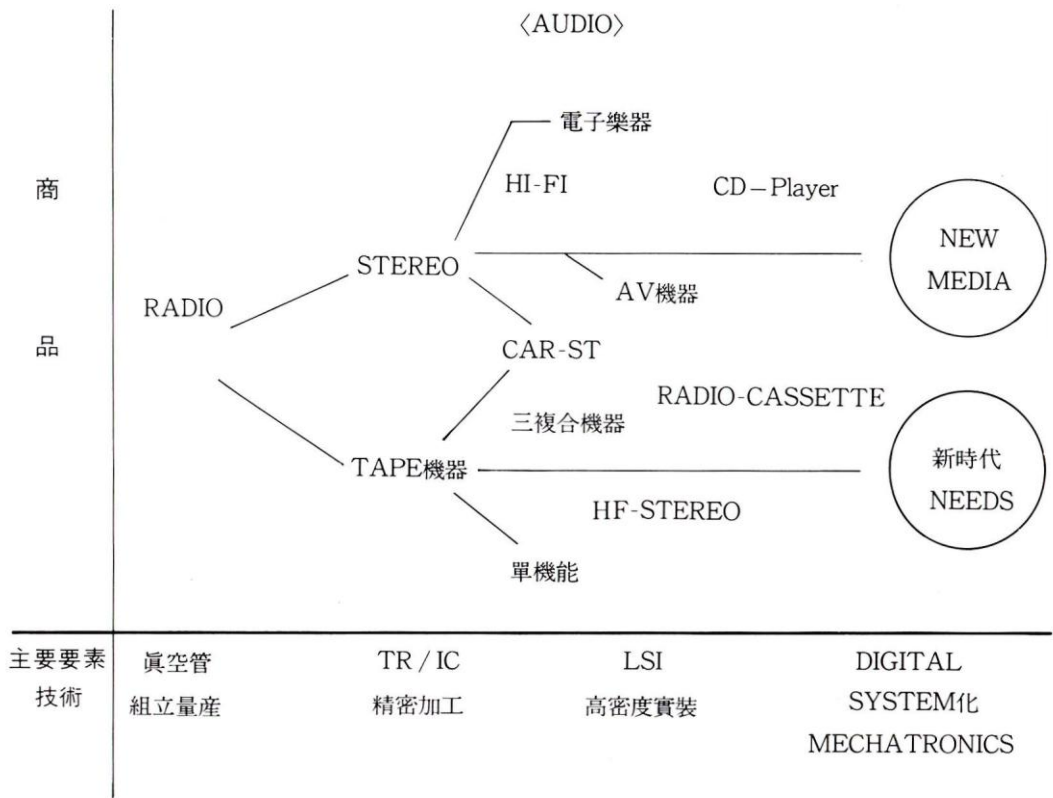 〈AUDIO〉
商
品
電子樂器
HI-FI
CD–Player
NEW
MEDIA
STEREO
AV機器
RADIO
CAR-ST
RADIO-CASSETTE
三複合機器
TAPE機器
新時代
NEEDS
HF-STEREO
單機能
主要要素
技術
眞空管
組立量産
TR / IC
精密加工
LSI
高密度實裝
DIGITAL
SYSTEM化
MECHATRONICS